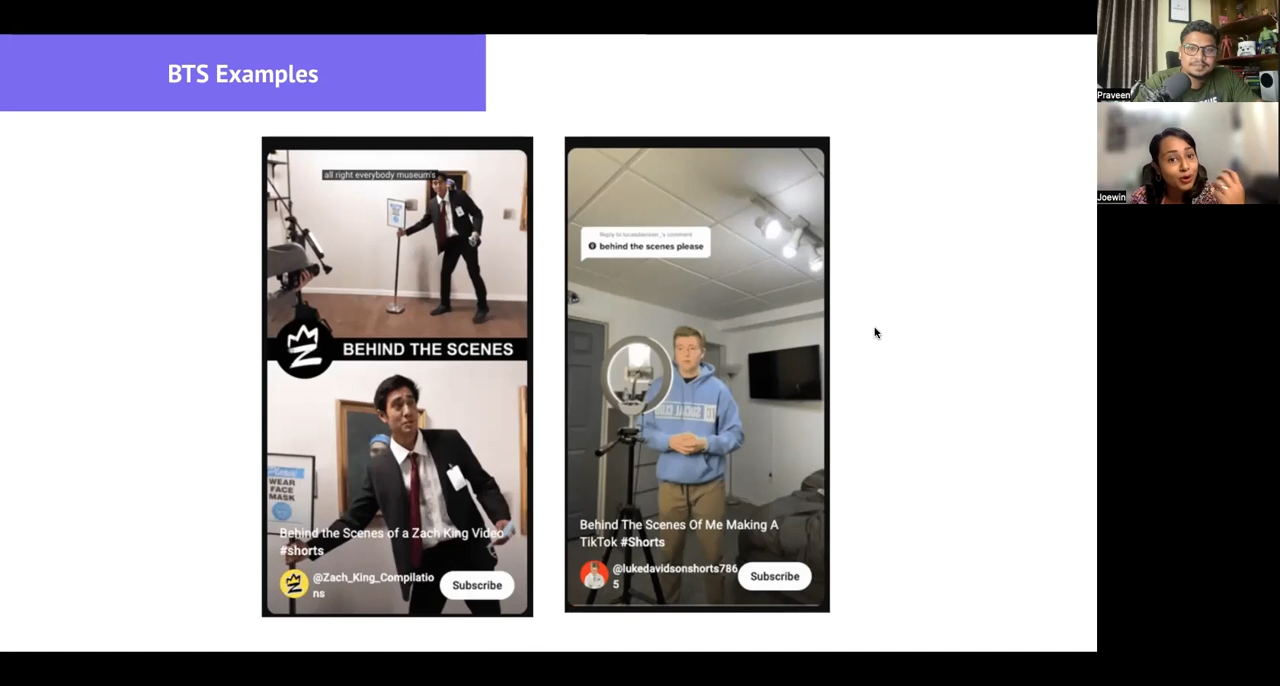 BTS Examples
all right everybody museum's
BEHIND THE SCENES
WEAR
FACE
MASK
Behind the Scenes of a Zach King Video
#shorts
@Zach_King_Compilatio
ns
Subscribe
behind the scenes please
Behind The Scenes Of Me Making A
TikTok #Shorts
@lukedavidsonshorts786
5
Subscribe
Praveen
Joewin